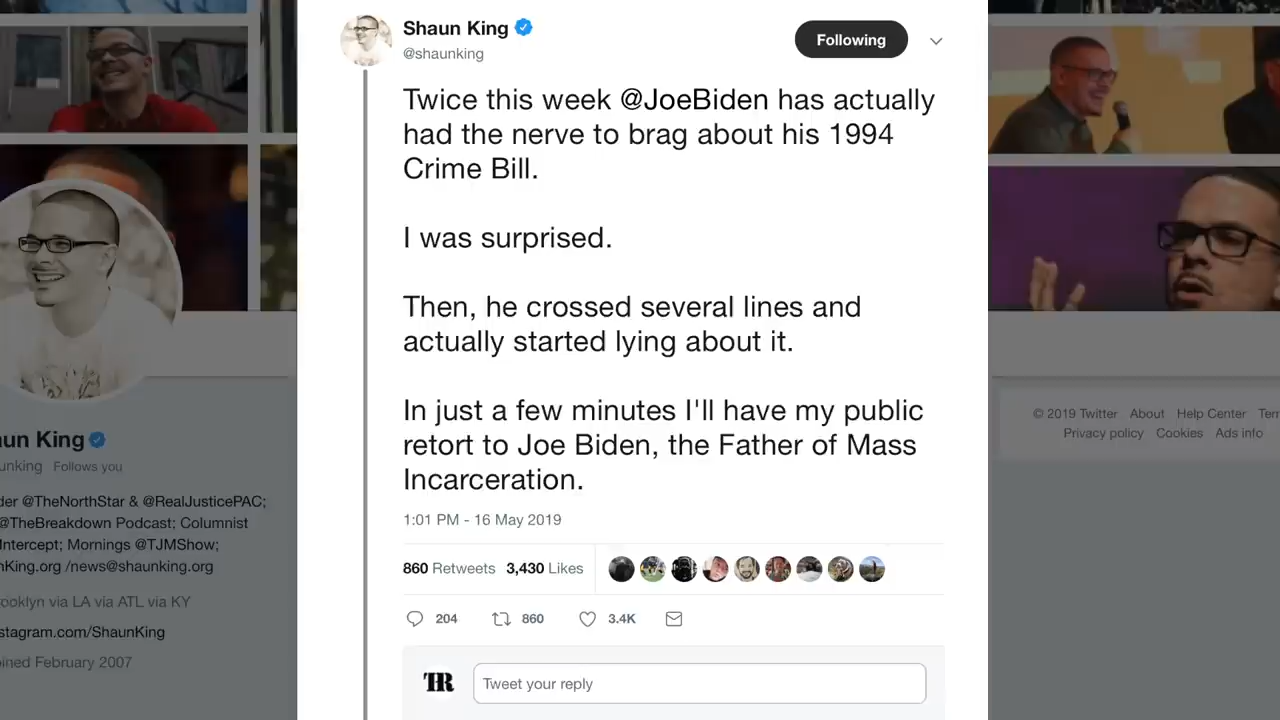 Shaun King
@shaunking
Following
Twice this week @JoeBiden has actually
had the nerve to brag about his 1994
Crime Bill.
I was surprised.
Then, he crossed several lines and
actually started lying about it.
In just a few minutes I'll have my public
retort to Joe Biden, the Father of Mass
Incarceration.
1:01 PM - 16 May 2019
860 Retweets 3,430 Likes
204 860 3.4K
THR
Tweet your reply
un King
unking Follows you
der @TheNorthStar & @RealJusticePAC;
@TheBreakdown Podcast; Columnist
Intercept; Mornings @TJMShow;
nKing.org /news@shaunking.org
ooklyn via LA via ATL via KY
stagram.com/ShaunKing
ined February 2007
© 2019 Twitter About Help Center Ter
Privacy policy Cookies Ads info